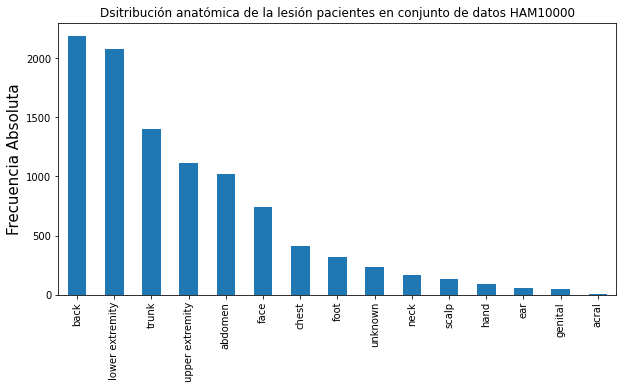 Dsitribución anatómica de la lesión pacientes en conjunto de datos HAM10000
Frecuencia Absoluta
2000
1500
1000
500
0
back
lower extremity
trunk
upper extremity
abdomen
face
chest
foot
unknown
neck
scalp
hand
ear
genital
acral